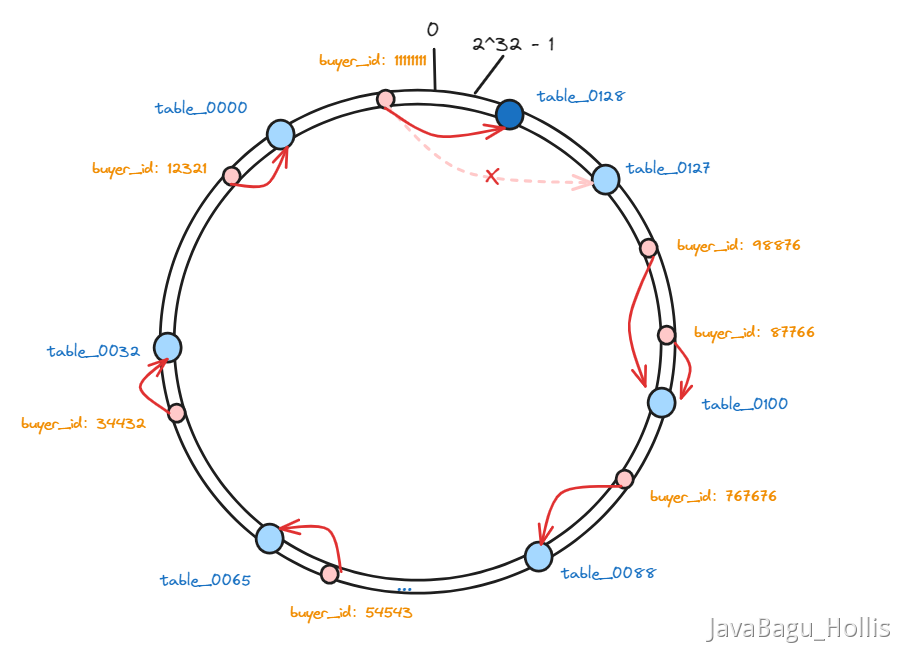 0
2^32 - 1
buyer_id: 11111111
table_0128
table_0000
table_0127
buyer_id: 12321
buyer_id: 98876
buyer_id: 87766
table_0032
table_0100
buyer_id: 34432
buyer_id: 767676
table_0088
table_0065
...
buyer_id: 54543
JavaBagu_Hollis